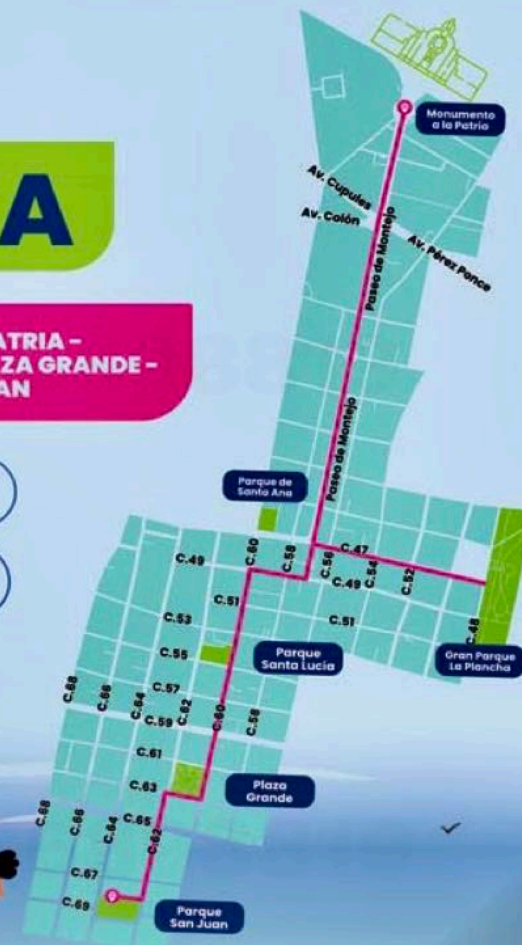 A
ATRIA –
ZA GRANDE –
AN
Monumento
a la Patria
Av. Cupules
Av. Colón
Paseo de Montejo
Av. Pérez Ponce
Paseo de Montejo
Parque de
Santa Ana
C.49
C.60
C.58
C.56
C.47
C.49
C.54
C.52
C.51
C.51
C.53
C.55
C.48
Parque
Santa Lucía
Gran Parque
La Plancha
C.57
C.68
C.66
C.64
C.59
C.62
C.60
C.58
C.61
C.63
Plaza
Grande
C.68
C.66
C.64
C.65
C.62
C.67
C.69
Parque
San Juan